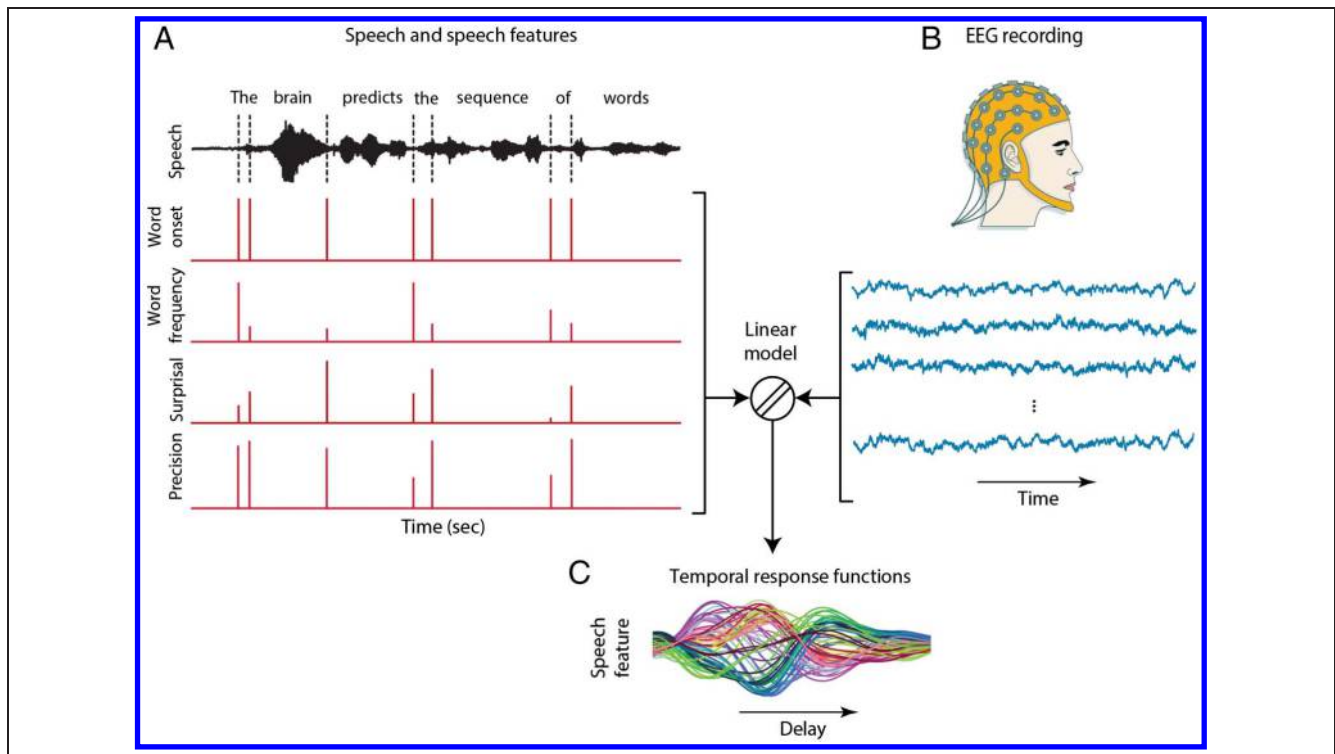 A
Speech and speech features
The brain predicts the sequence of words
Speech
Word
onset
Word
frequency
Surprisal
Precision
Time (sec)
B
EEG recording
Linear
model
...
Time
C
Temporal response functions
Speech
feature
Delay